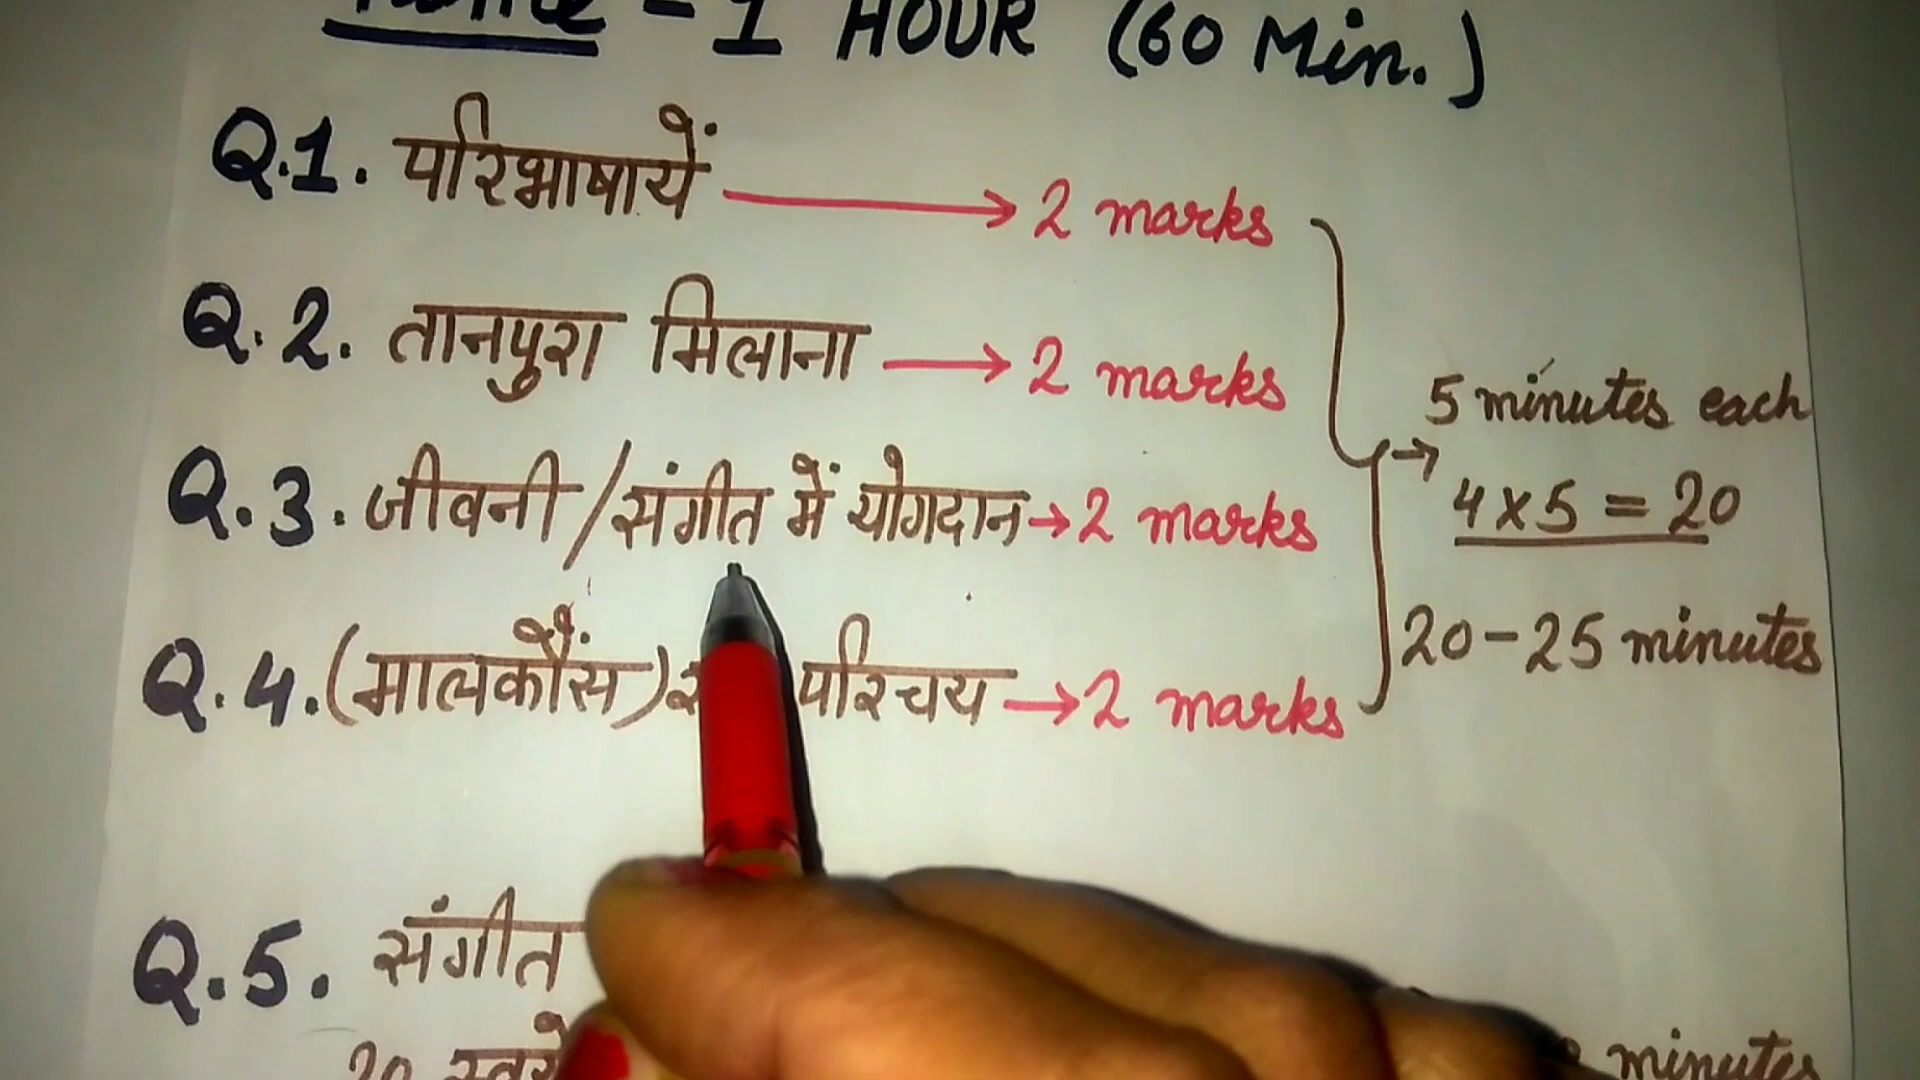 - 1 HOUR (60 Min.)
Q.1. परिभाषायें → 2 marks
Q.2. तानपुरा मिलाना → 2 marks
Q.3. जीवनी/संगीत में योगदान → 2 marks
Q.4. (मालकौंस) परिचय → 2 marks
→ 5 minutes each
4 x 5 = 20
20-25 minutes
Q.5. संगीत
minutes